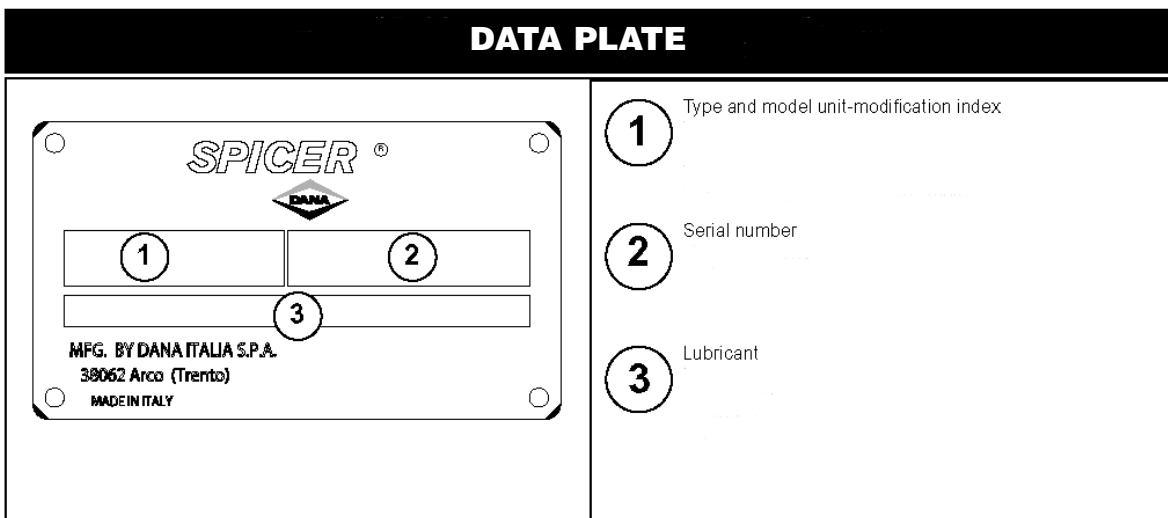 DATA PLATE
SPICER ®
DANA
1
2
3
MFG. BY DANA ITALIA S.P.A.
38062 Arco (Trento)
MADE IN ITALY
1
Type and model unit-modification index
2
Serial number
3
Lubricant